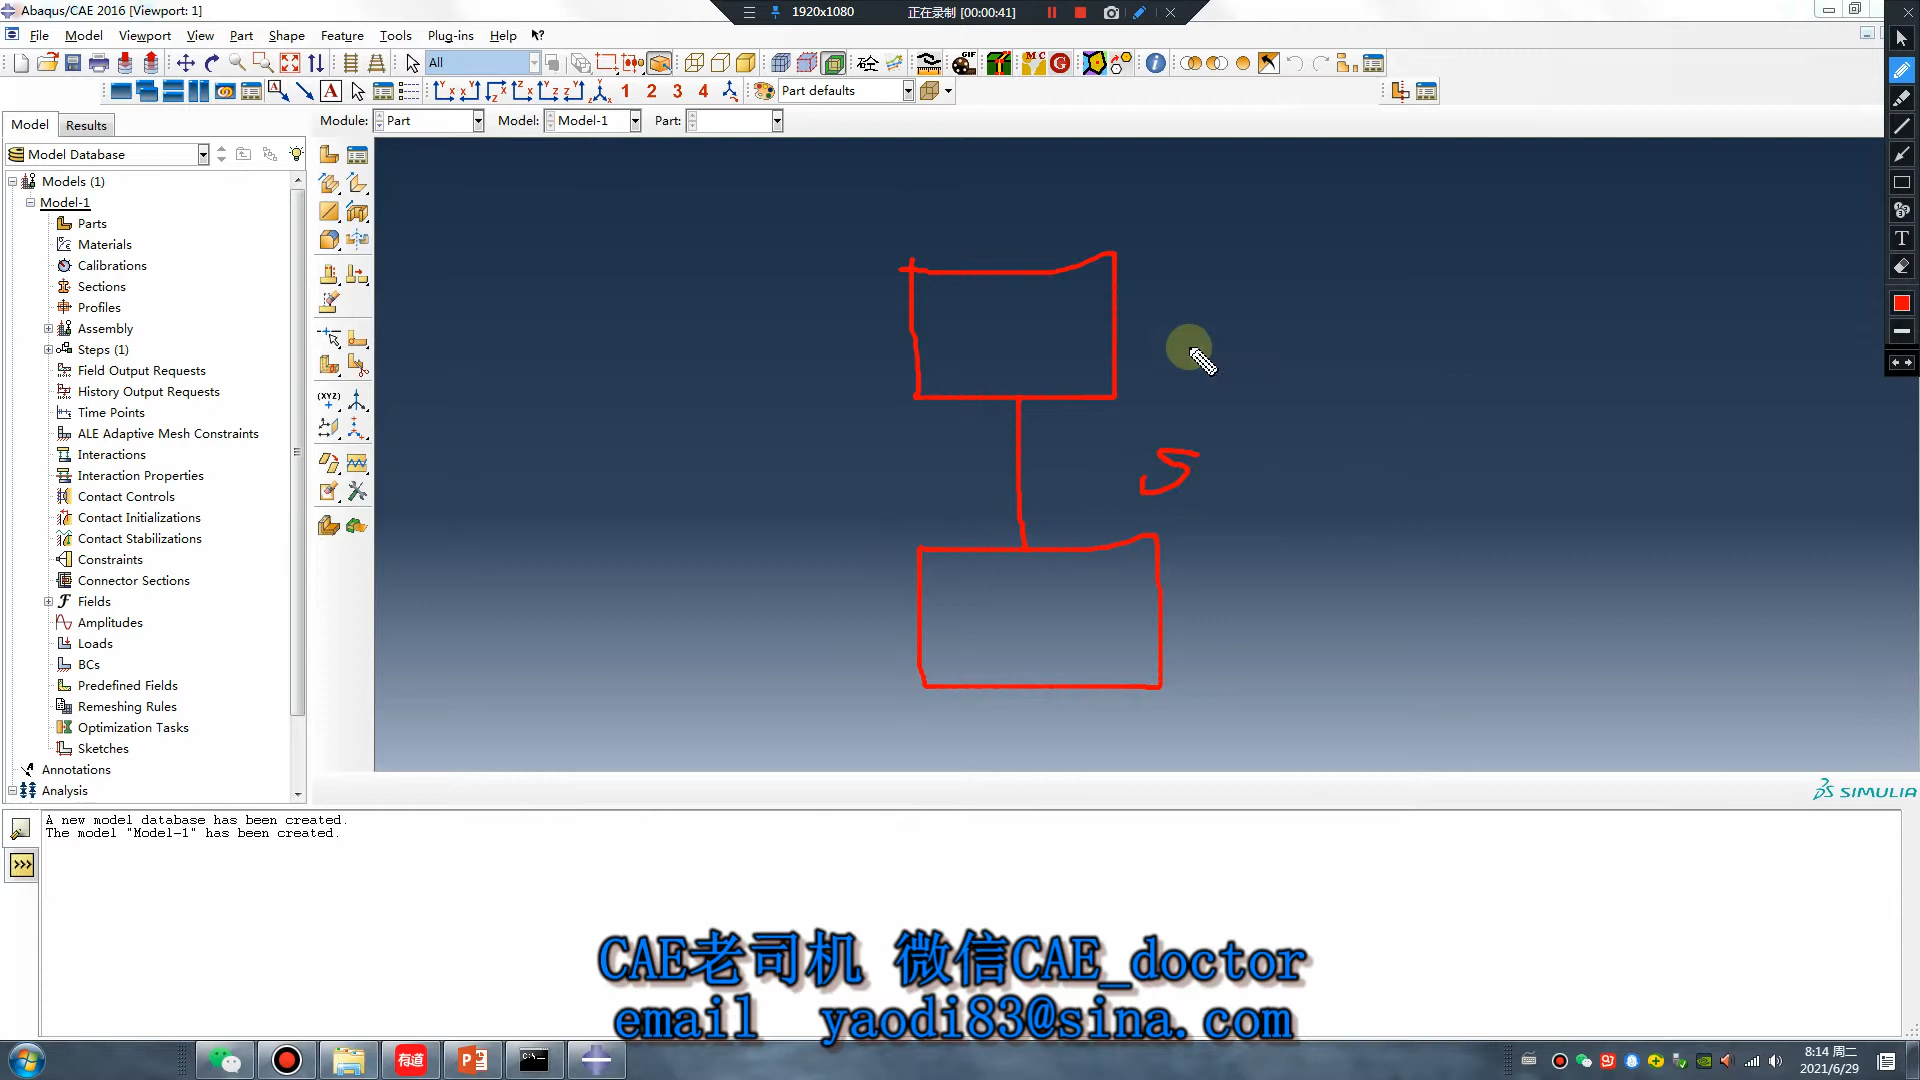 Abaqus/CAE 2016 [Viewport: 1]
1920x1080
正在录制 [00:00:41]
File Model Viewport View Part Shape Feature Tools Plug-ins Help
All
砼 GIF M C G
A A 1 2 3 4 Part defaults
Model Results
Module: Part Model: Model-1 Part:
Model Database
Models (1)
Model-1
Parts
Materials
Calibrations
Sections
Profiles
Assembly
Steps (1)
Field Output Requests
History Output Requests
Time Points
ALE Adaptive Mesh Constraints
Interactions
Interaction Properties
Contact Controls
Contact Initializations
Contact Stabilizations
Constraints
Connector Sections
Fields
Amplitudes
Loads
BCs
Predefined Fields
Remeshing Rules
Optimization Tasks
Sketches
Annotations
Analysis
(XYZ)
T
S
SIMULIA
A new model database has been created.
The model "Model-1" has been created.
>>>
CAE老司机 微信CAE_doctor
email yaodi83@sina.com
有道
8:14 周二
2021/6/29